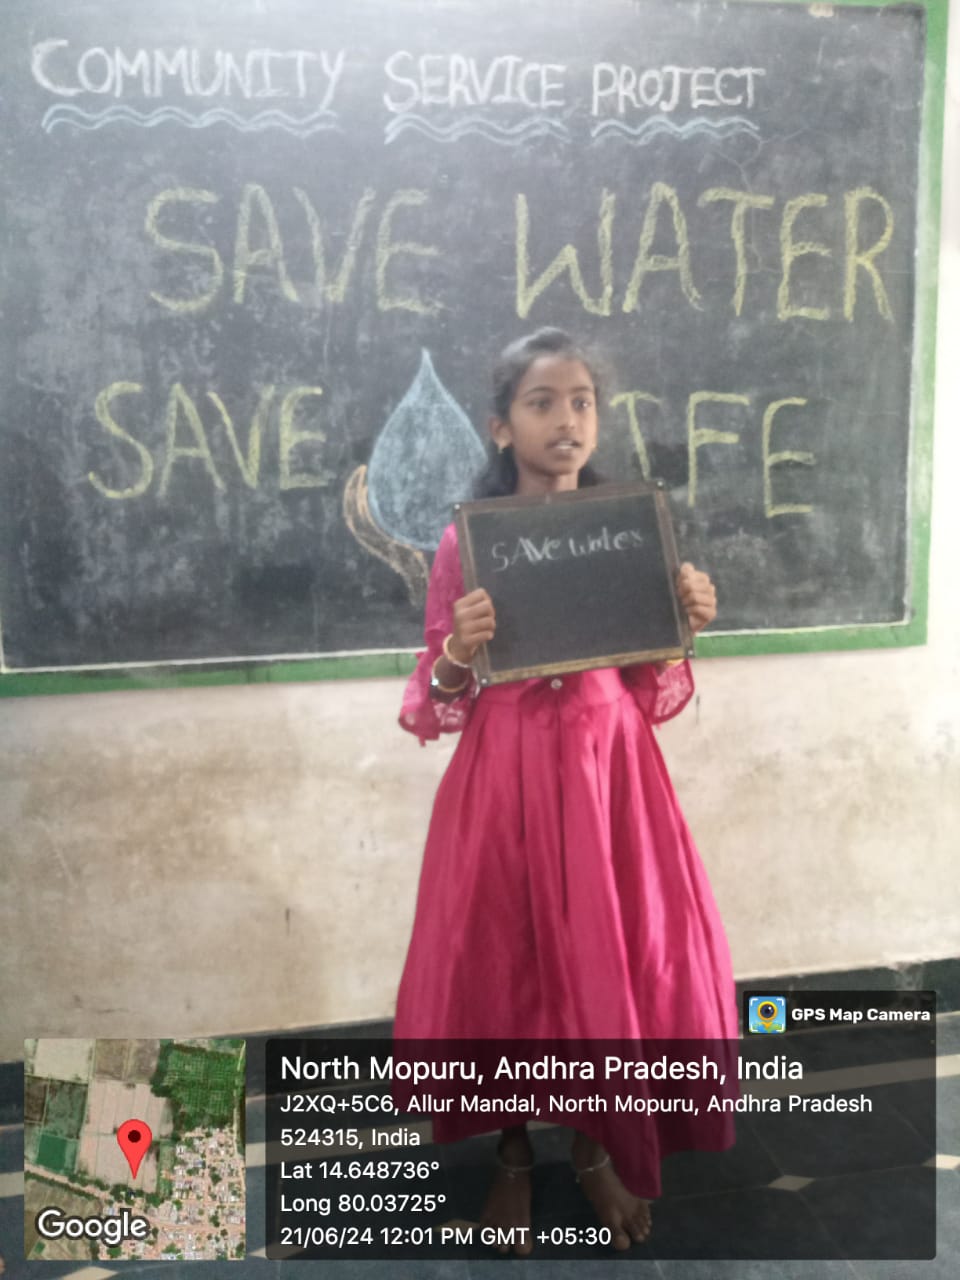 COMMUNITY SERVICE PROJECT
SAVE WATER
SAVE IFE
SAVE water
GPS Map Camera
North Mopuru, Andhra Pradesh, India
J2XQ+5C6, Allur Mandal, North Mopuru, Andhra Pradesh
524315, India
Lat 14.648736°
Long 80.03725°
21/06/24 12:01 PM GMT +05:30
Google